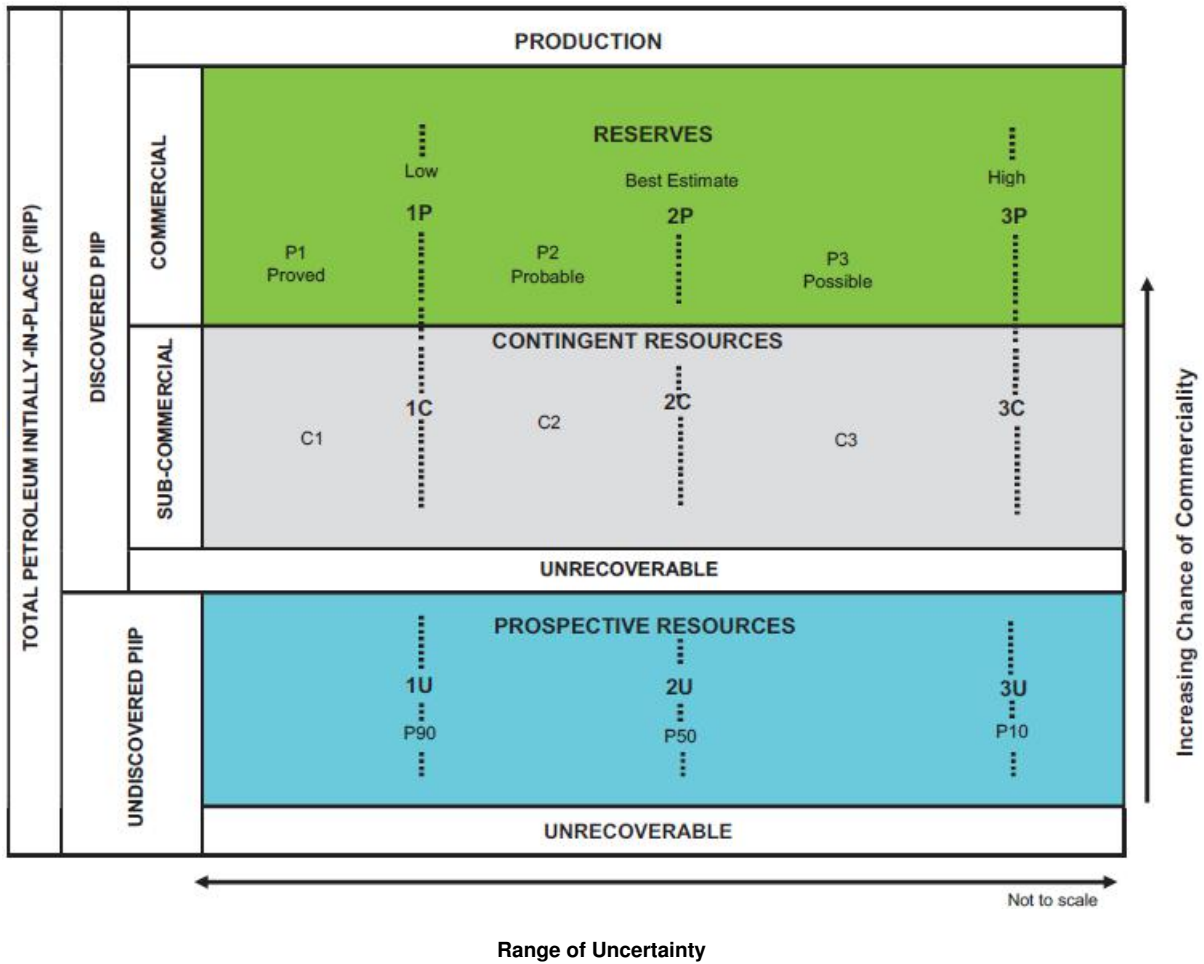 TOTAL PETROLEUM INITIALLY-IN-PLACE (PIIP)
DISCOVERED PIIP
PRODUCTION
COMMERCIAL
RESERVES
Low
Best Estimate
High
1P
2P
3P
P1
Proved
P2
Probable
P3
Possible
SUB-COMMERCIAL
CONTINGENT RESOURCES
1C
2C
3C
C1
C2
C3
UNRECOVERABLE
UNDISCOVERED PIIP
PROSPECTIVE RESOURCES
1U
2U
3U
P90
P50
P10
UNRECOVERABLE
Increasing Chance of Commerciality
Not to scale
Range of Uncertainty